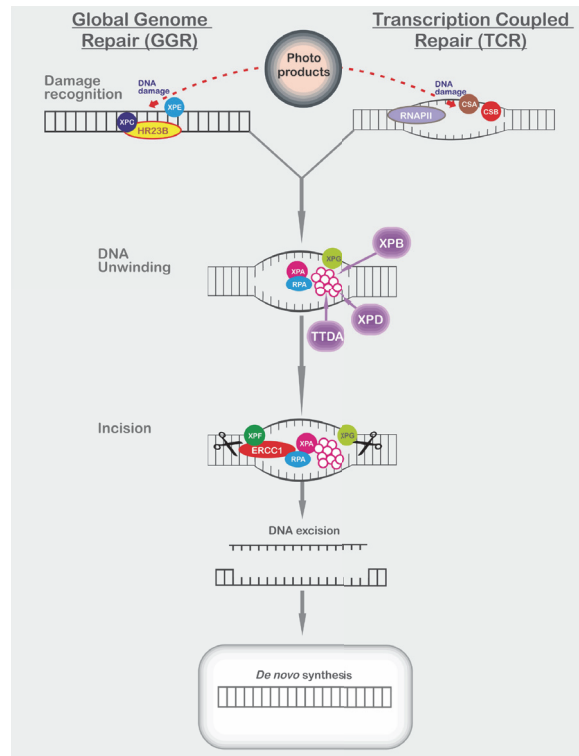 Global Genome
Repair (GGR)
Transcription Coupled
Repair (TCR)
Photo
products
Damage
recognition
DNA
damage
XPE
XPC
HR23B
DNA
damage
CSA
RNAPII
CSB
DNA
Unwinding
XPG
XPB
XPA
RPA
XPD
TTDA
Incision
XPF
XPG
ERCC1
XPA
RPA
DNA excision
De novo synthesis